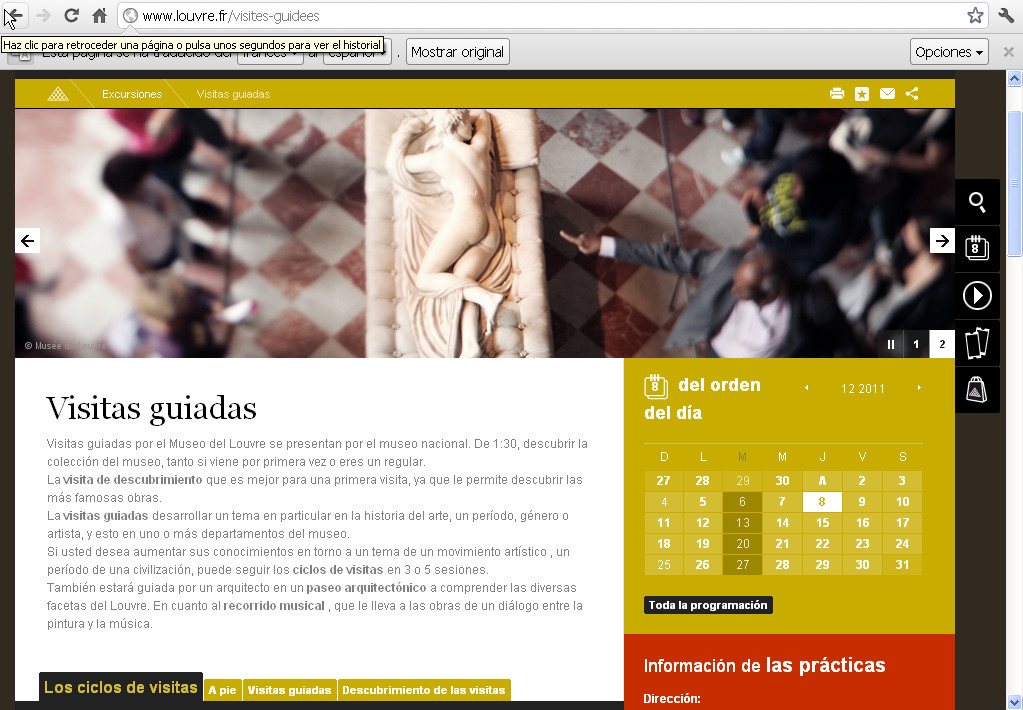 www.louvre.fr/visites-guidees
Haz clic para retroceder una página o pulsa unos segundos para ver el historial
Esta página se ha traducido del francés al español . Mostrar original Opciones
Excursiones Visitas guiadas
8
© Musée du Louvre
1 2
Visitas guiadas
Visitas guiadas por el Museo del Louvre se presentan por el museo nacional. De 1:30, descubrir la
colección del museo, tanto si viene por primera vez o eres un regular.
La visita de descubrimiento que es mejor para una primera visita, ya que le permite descubrir las
más famosas obras.
La visitas guiadas desarrollar un tema en particular en la historia del arte, un período, género o
artista, y esto en uno o más departamentos del museo.
Si usted desea aumentar sus conocimientos en torno a un tema de un movimiento artístico , un
período de una civilización, puede seguir los ciclos de visitas en 3 o 5 sesiones.
También estará guiada por un arquitecto en un paseo arquitectónico a comprender las diversas
facetas del Louvre. En cuanto al recorrido musical , que le lleva a las obras de un diálogo entre la
pintura y la música.
Los ciclos de visitas A pie Visitas guiadas Descubrimiento de las visitas
8 del orden
del día
12 2011
D L M M J V S
27 28 29 30 A 2 3
4 5 6 7 8 9 10
11 12 13 14 15 16 17
18 19 20 21 22 23 24
25 26 27 28 29 30 31
Toda la programación
Información de las prácticas
Dirección: